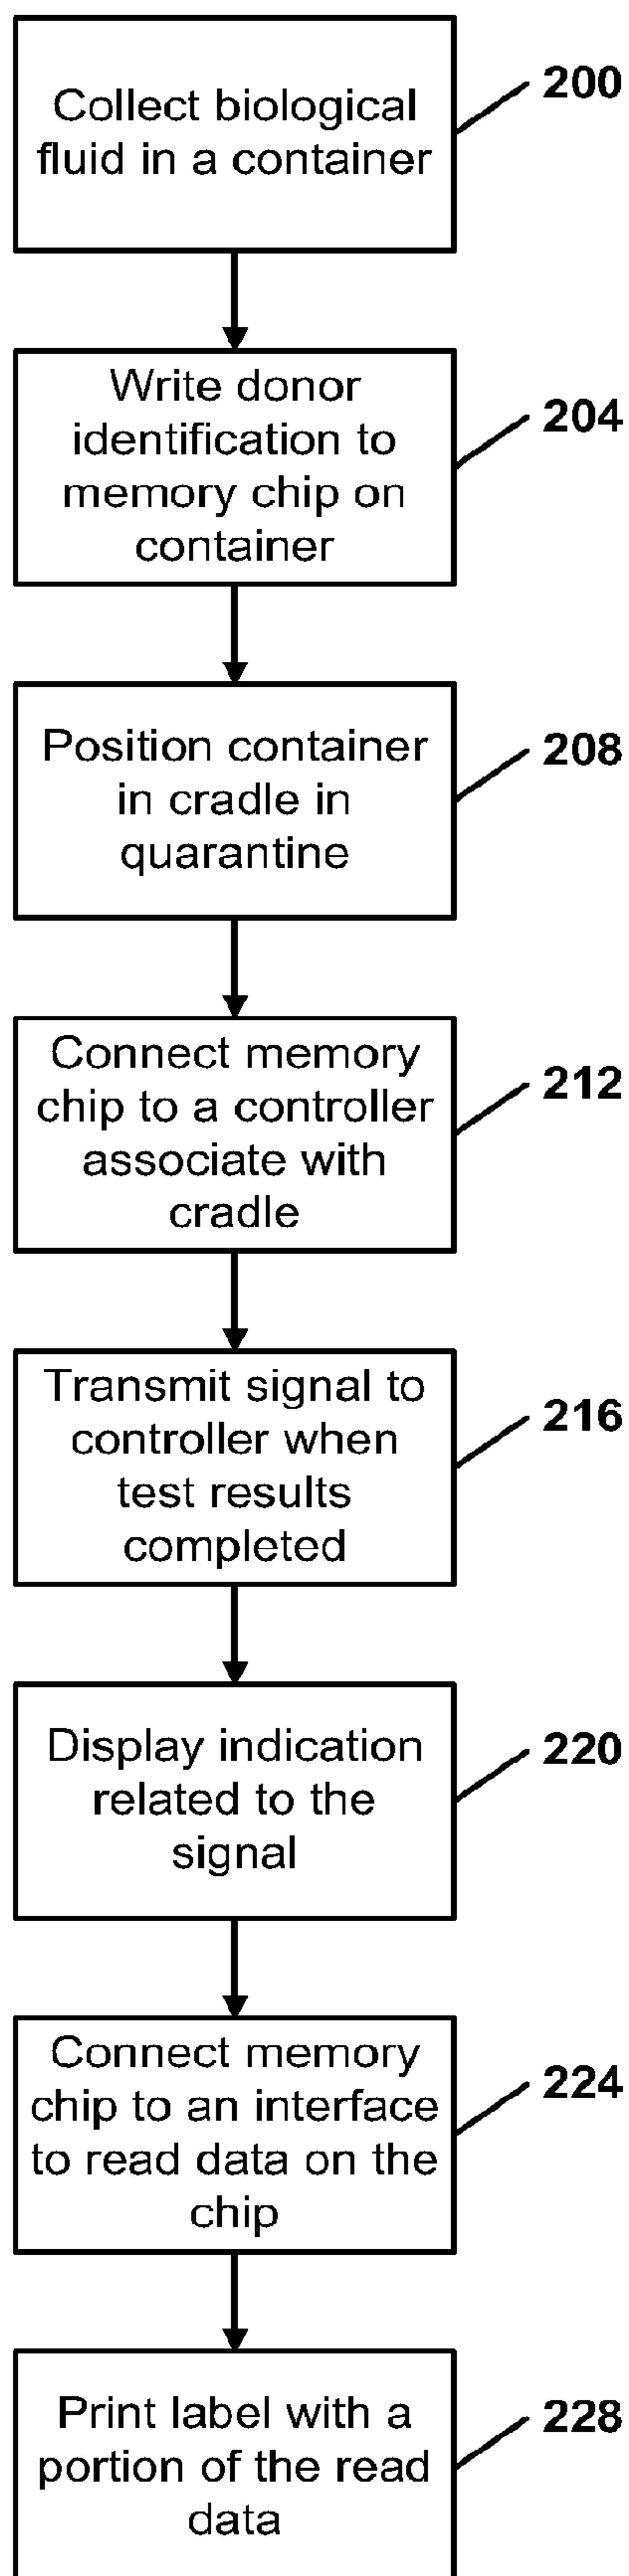 Collect biological
fluid in a container
200
Write donor
identification to
memory chip on
container
204
Position container
in cradle in
quarantine
208
Connect memory
chip to a controller
associate with
cradle
212
Transmit signal to
controller when
test results
completed
216
Display indication
related to the
signal
220
Connect memory
chip to an interface
to read data on the
chip
224
Print label with a
portion of the read
data
228